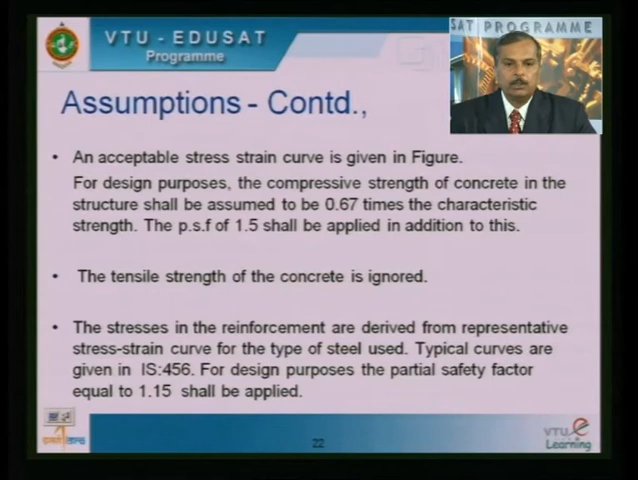 VTU - EDUSAT
Programme
SAT PROGRAMME
Assumptions - Contd.,
• An acceptable stress strain curve is given in Figure.
For design purposes, the compressive strength of concrete in the
structure shall be assumed to be 0.67 times the characteristic
strength. The p.s.f of 1.5 shall be applied in addition to this.
• The tensile strength of the concrete is ignored.
• The stresses in the reinforcement are derived from representative
stress-strain curve for the type of steel used. Typical curves are
given in IS:456. For design purposes the partial safety factor
equal to 1.15 shall be applied.
22
VTU e
Learning